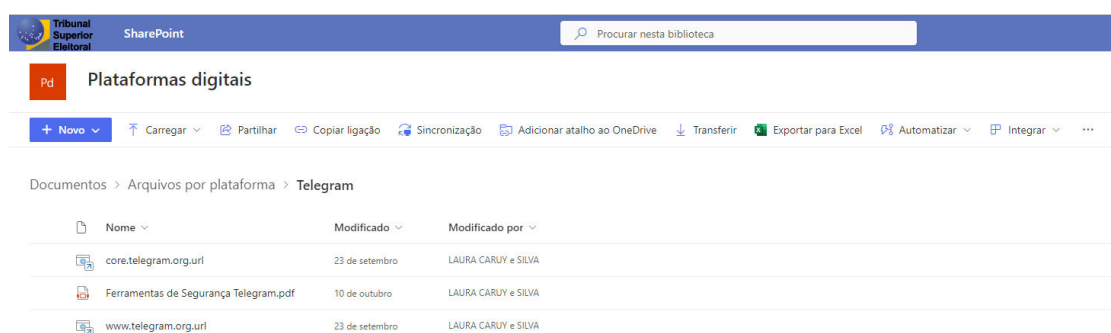 Tribunal
Superior
Eleitoral
SharePoint
Procurar nesta biblioteca
Pd
Plataformas digitais
+ Novo
Carregar
Partilhar
Copiar ligação
Sincronização
Adicionar atalho ao OneDrive
Transferir
Exportar para Excel
Automatizar
Integrar
...
Documentos > Arquivos por plataforma > Telegram
Nome Modificado Modificado por
core.telegram.org.url 23 de setembro LAURA CARUY e SILVA
Ferramentas de Segurança Telegram.pdf 10 de outubro LAURA CARUY e SILVA
www.telegram.org.url 23 de setembro LAURA CARUY e SILVA